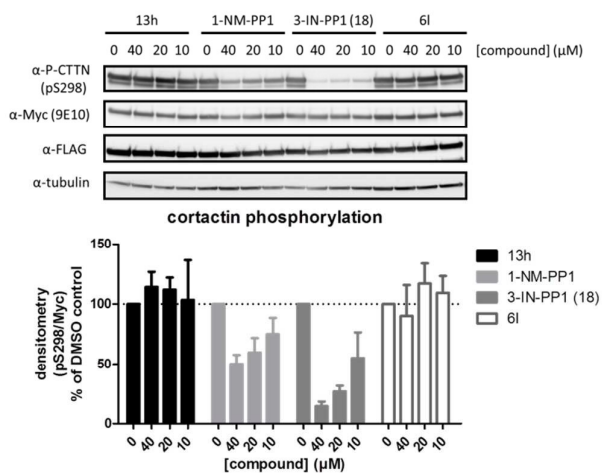 13h 1-NM-PP1 3-IN-PP1 (18) 6l
0 40 20 10 0 40 20 10 0 40 20 10 0 40 20 10 [compound] (µM)
α-P-CTTN
(pS298)
α-Myc (9E10)
α-FLAG
α-tubulin
cortactin phosphorylation
densitometry
(pS298/Myc)
% of DMSO control
150
100
50
0
13h
1-NM-PP1
3-IN-PP1 (18)
6l
0 40 20 10 0 40 20 10 0 40 20 10 0 40 20 10
[compound] (µM)